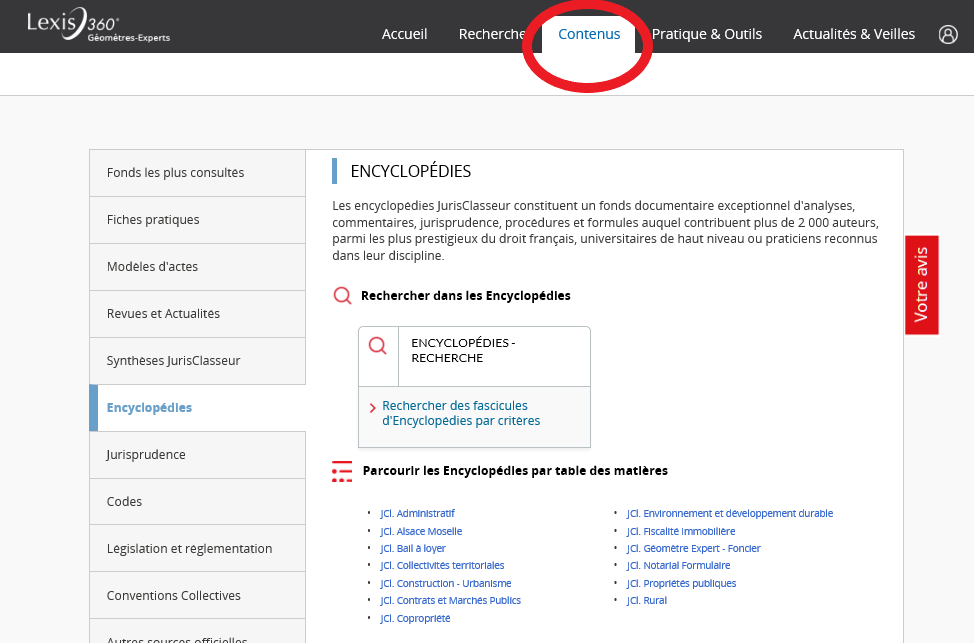 Lexis 360°
Géomètres-Experts
Accueil
Recherche
Contenus
Pratique & Outils
Actualités & Veilles
Fonds les plus consultés
Fiches pratiques
Modèles d'actes
Revues et Actualités
Synthèses JurisClasseur
Encyclopédies
Jurisprudence
Codes
Législation et réglementation
Conventions Collectives
Autres sources officielles
ENCYCLOPÉDIES
Les encyclopédies JurisClasseur constituent un fonds documentaire exceptionnel d'analyses,
commentaires, jurisprudence, procédures et formules auquel contribuent plus de 2 000 auteurs,
parmi les plus prestigieux du droit français, universitaires de haut niveau ou praticiens reconnus
dans leur discipline.
Rechercher dans les Encyclopédies
ENCYCLOPÉDIES -
RECHERCHE
Rechercher des fascicules
d'Encyclopédies par critères
Parcourir les Encyclopédies par table des matières
• JCl. Administratif
• JCl. Alsace Moselle
• JCl. Bail à loyer
• JCl. Collectivités territoriales
• JCl. Construction - Urbanisme
• JCl. Contrats et Marchés Publics
• JCl. Copropriété
• JCl. Environnement et développement durable
• JCl. Fiscalité immobilière
• JCl. Géomètre Expert - Foncier
• JCl. Notarial Formulaire
• JCl. Propriétés publiques
• JCl. Rural
Votre avis